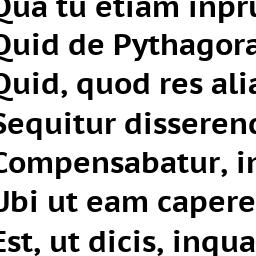 Qua tu etiam inpru
Quid de Pythagora
Quid, quod res alia
Sequitur disserend
Compensabatur, in
Ubi ut eam capere
Est, ut dicis, inqua